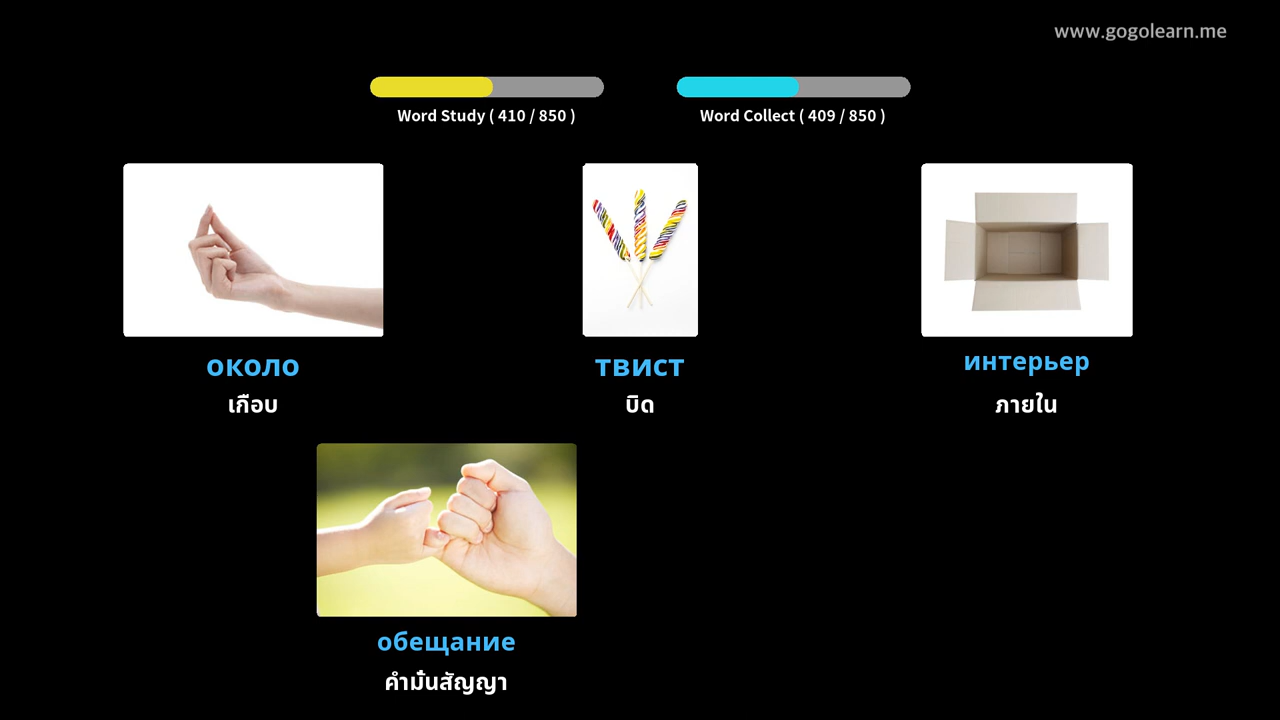 www.gogolearn.me
Word Study ( 410 / 850 )
Word Collect ( 409 / 850 )
около
เกือบ
твист
บิด
интерьер
ภายใน
обещание
คำมั่นสัญญา